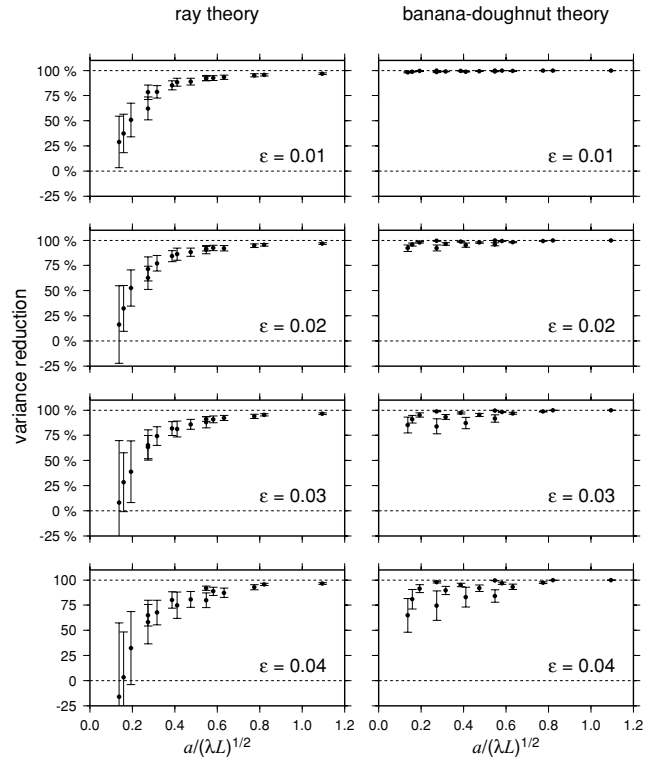 ray theory
banana-doughnut theory
variance reduction
100 %
75 %
50 %
25 %
0 %
-25 %
ε = 0.01
ε = 0.01
100 %
75 %
50 %
25 %
0 %
-25 %
ε = 0.02
ε = 0.02
100 %
75 %
50 %
25 %
0 %
-25 %
ε = 0.03
ε = 0.03
100
75
50
25
0
-25
ε = 0.04
ε = 0.04
0.0 0.2 0.4 0.6 0.8 1.0 1.2
0.0 0.2 0.4 0.6 0.8 1.0 1.2
a/(λL)^{1/2}
a/(λL)^{1/2}